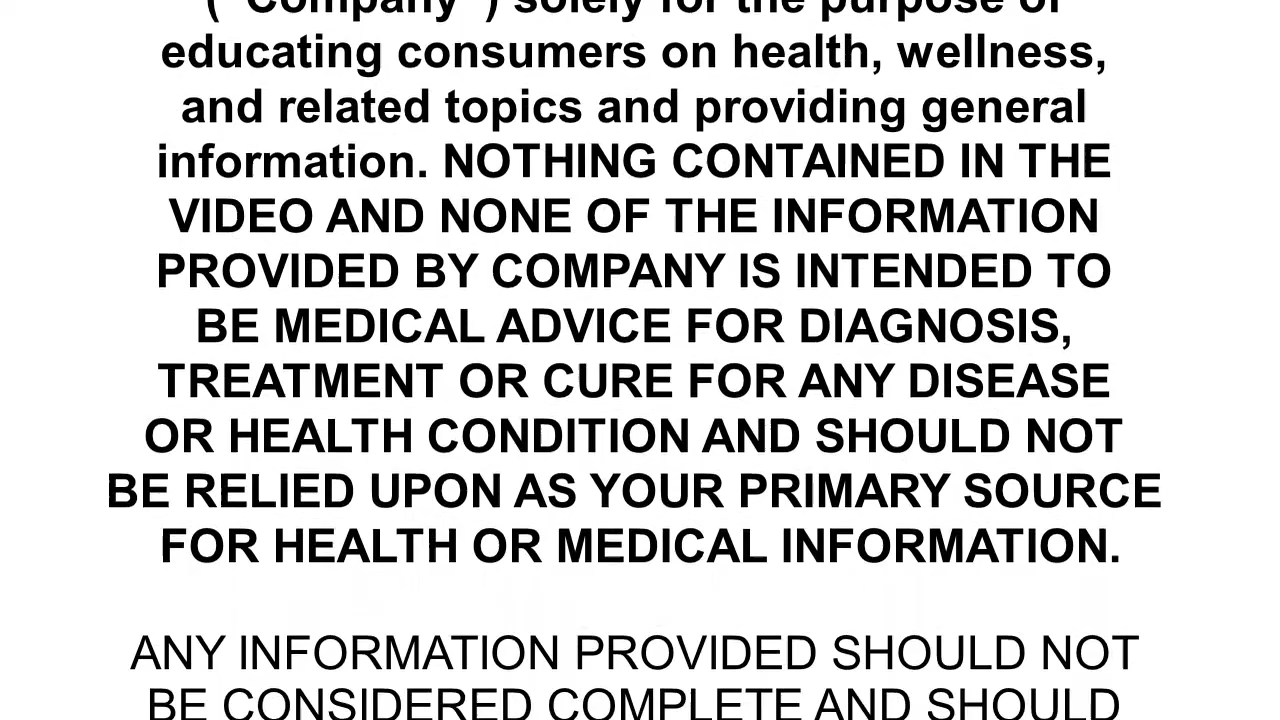 ("Company") solely for the purpose of
educating consumers on health, wellness,
and related topics and providing general
information. NOTHING CONTAINED IN THE
VIDEO AND NONE OF THE INFORMATION
PROVIDED BY COMPANY IS INTENDED TO
BE MEDICAL ADVICE FOR DIAGNOSIS,
TREATMENT OR CURE FOR ANY DISEASE
OR HEALTH CONDITION AND SHOULD NOT
BE RELIED UPON AS YOUR PRIMARY SOURCE
FOR HEALTH OR MEDICAL INFORMATION.
ANY INFORMATION PROVIDED SHOULD NOT
BE CONSIDERED COMPLETE AND SHOULD